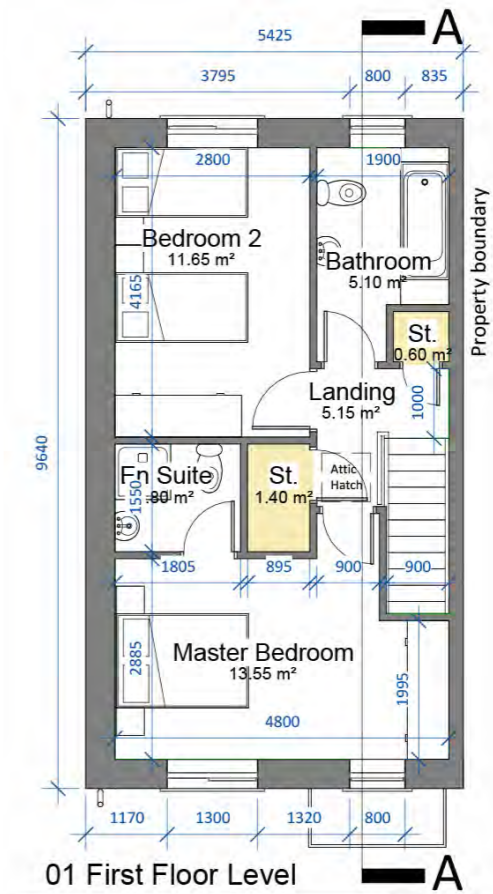 A
5425
3795
800
835
2800
1900
Bedroom 2
11.65 m²
Bathroom
5.10 m²
Property boundary
4165
St.
0.60 m²
Landing
5.15 m²
1000
9640
Suite
.80 m²
1550
St.
1.40 m²
Attic
Hatch
1805
895
900
900
Master Bedroom
13.55 m²
2885
1995
4800
1170
1300
1320
800
01 First Floor Level
A